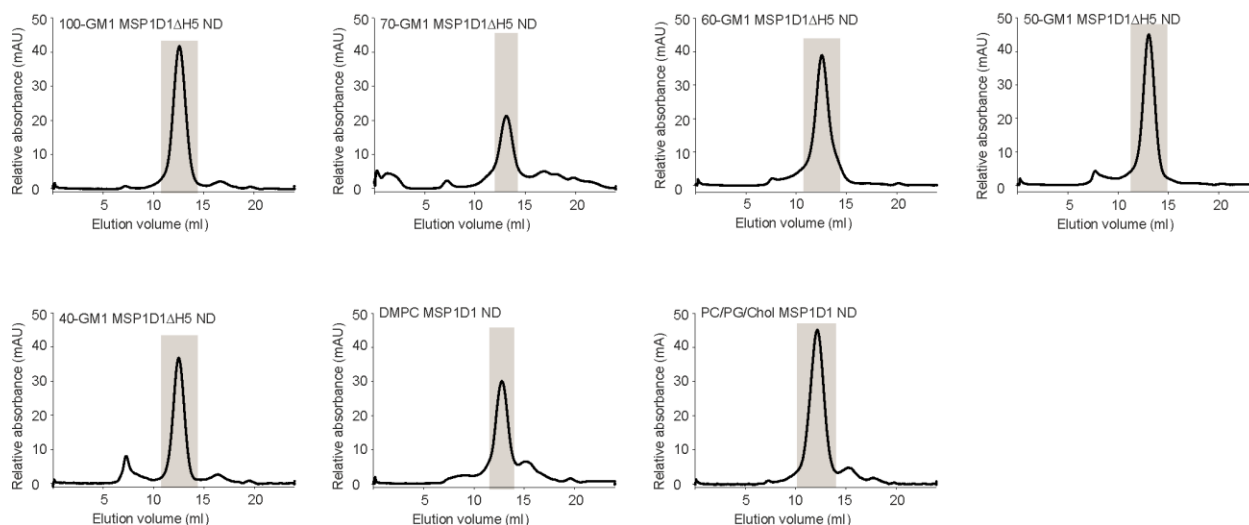 100-GM1 MSP1D1ΔH5 ND
Relative absorbance (mAU)
50
40
30
20
10
0
5 10 15 20
Elution volume (ml)
70-GM1 MSP1D1ΔH5 ND
Relative absorbance (mAU)
50
40
30
20
10
0
5 10 15 20
Elution volume (ml)
60-GM1 MSP1D1ΔH5 ND
Relative absorbance (mAU)
50
40
30
20
10
0
5 10 15 20
Elution volume (ml)
50-GM1 MSP1D1ΔH5 ND
Relative absorbance (mAU)
50
40
30
20
10
0
5 10 15 20
Elution volume (ml)
40-GM1 MSP1D1ΔH5 ND
Relative absorbance (mAU)
50
40
30
20
10
0
5 10 15 20
Elution volume (ml)
DMPC MSP1D1 ND
Relative absorbance (mAU)
50
40
30
20
10
0
5 10 15 20
Elution volume (ml)
PC/PG/Chol MSP1D1 ND
Relative absorbance (mA)
50
40
30
20
10
0
5 10 15 20
Elution volume (ml)